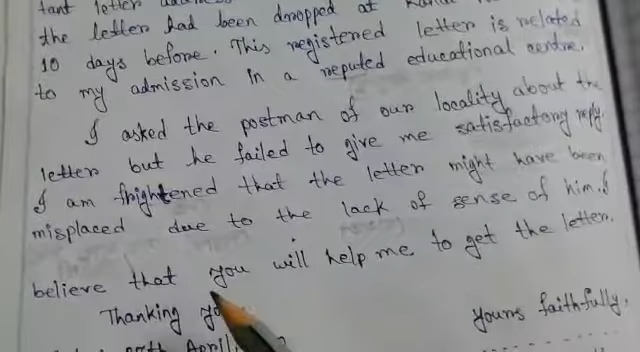 tant letter
the letter had been dropped at
10 days before. This registered letter is related
to my admission in a reputed educational centre.
I asked the postman of our locality about the
letter but he failed to give me satisfactory reply.
I am frightened that the letter might have been
misplaced due to the lack of sense of him. I
believe that you will help me to get the letter.
Thanking
Yours faithfully,
April,